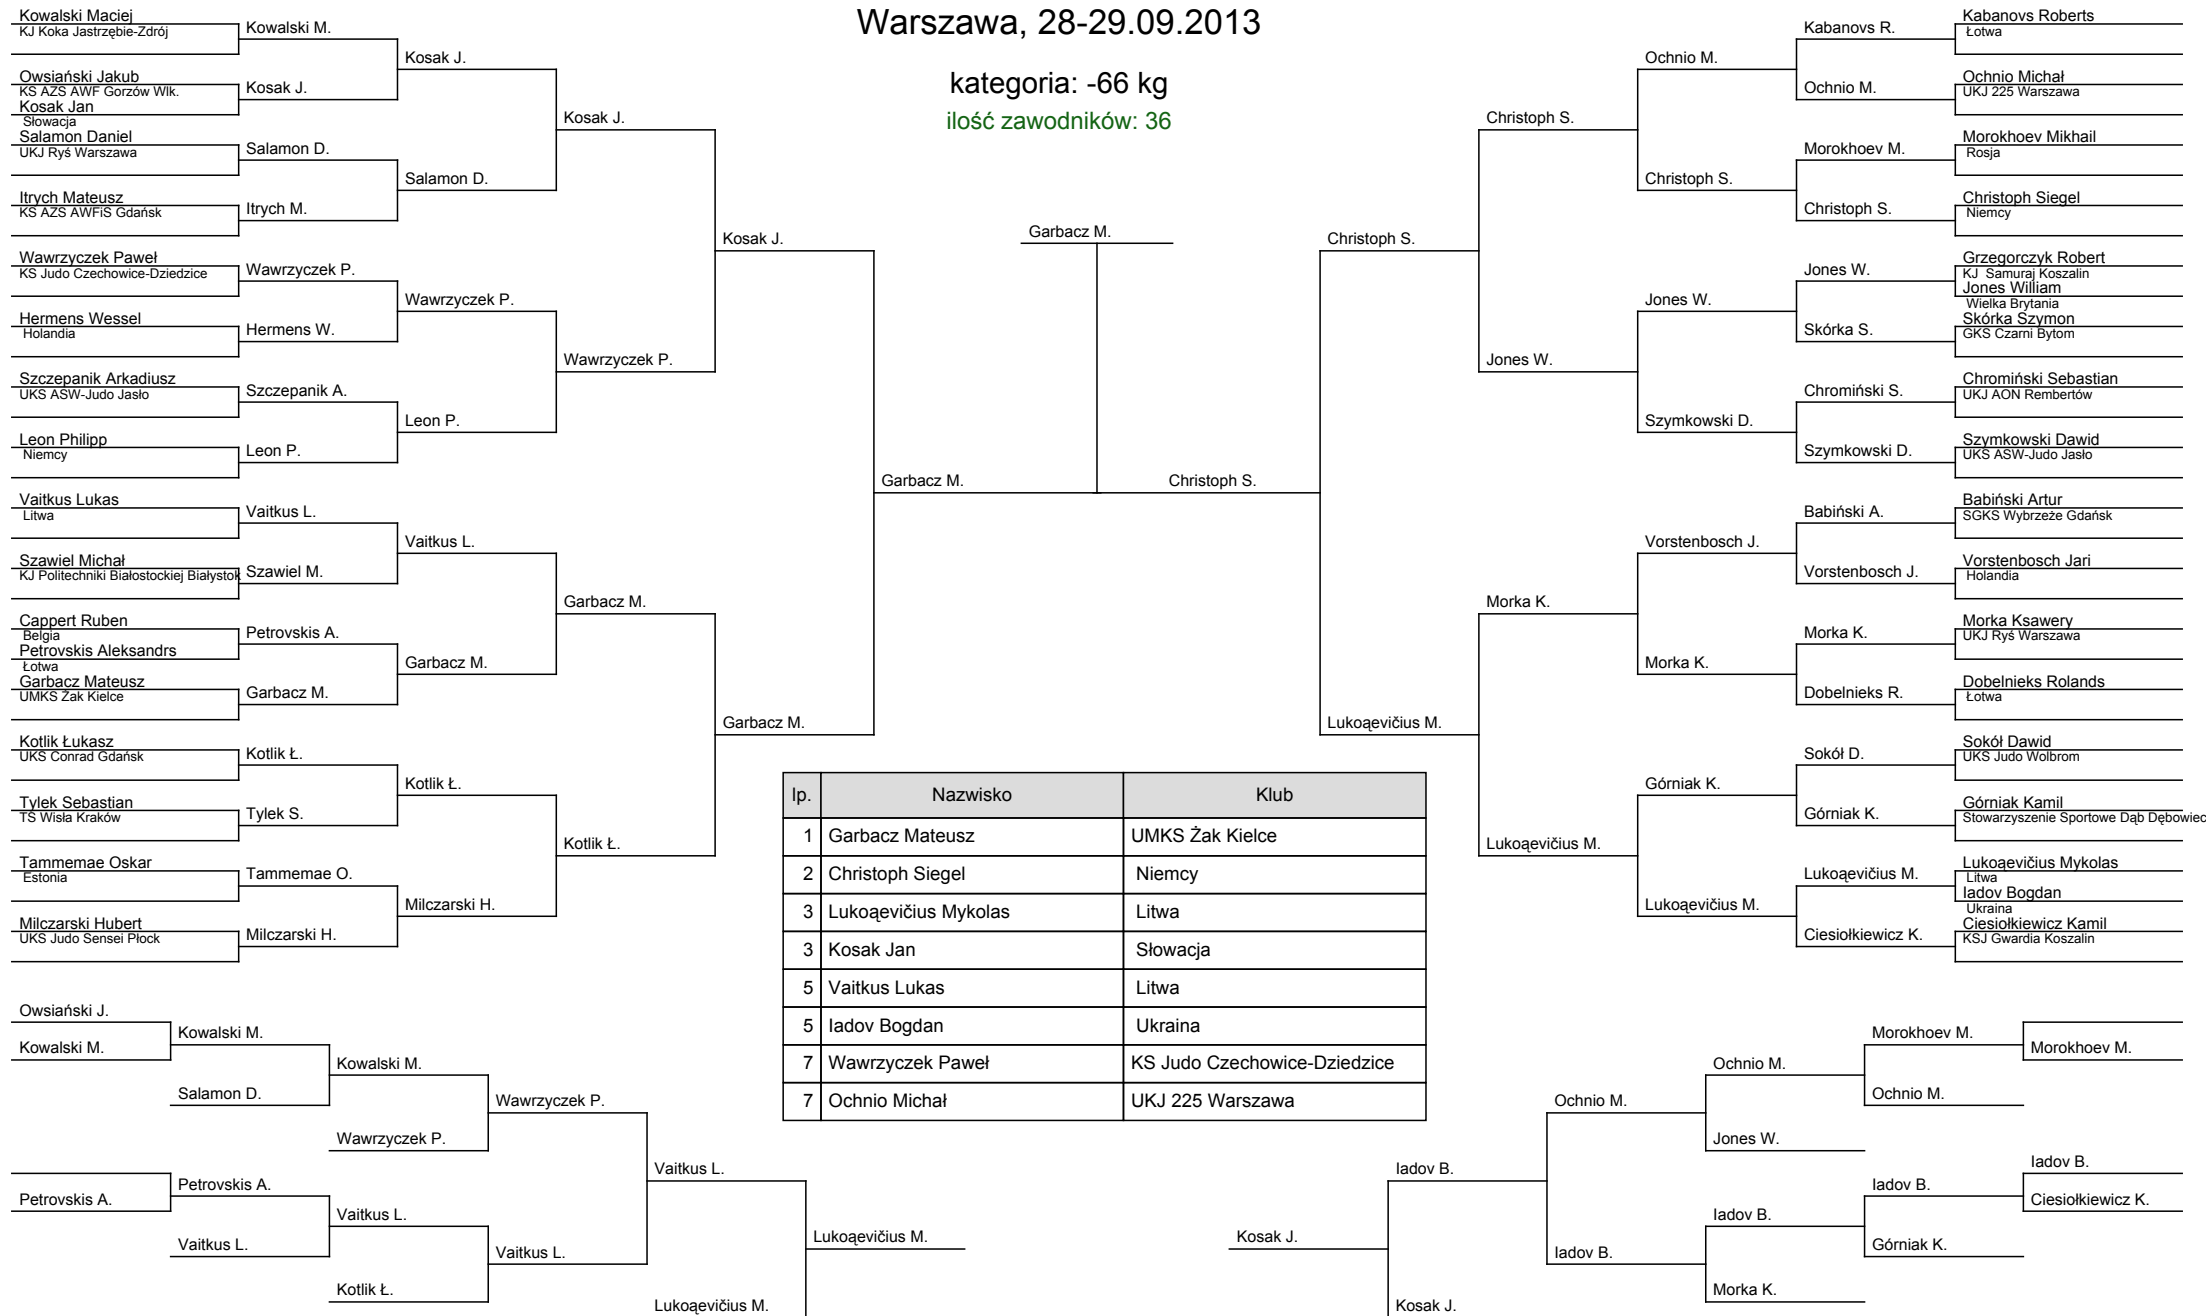 Warszawa, 28-29.09.2013
kategoria: -66 kg
ilość zawodników: 36
Kowalski Maciej
KJ Koka Jastrzębie-Zdrój
Owsiański Jakub
KS AZS AWF Gorzów Wlk.
Kosak Jan
Słowacja
Salamon Daniel
UKJ Ryś Warszawa
Itrych Mateusz
KS AZS AWFiS Gdańsk
Wawrzyczek Paweł
KS Judo Czechowice-Dziedzice
Hermens Wessel
Holandia
Szczepanik Arkadiusz
UKS ASW-Judo Jasło
Leon Philipp
Niemcy
Vaitkus Lukas
Litwa
Szawiel Michał
KJ Politechniki Białostockiej Białystok
Cappert Ruben
Belgia
Petrovskis Aleksandrs
Łotwa
Garbacz Mateusz
UMKS Żak Kielce
Kotlik Łukasz
UKS Conrad Gdańsk
Tylek Sebastian
TS Wisła Kraków
Tammemae Oskar
Estonia
Milczarski Hubert
UKS Judo Sensei Płock
Kowalski M.
Kosak J.
Salamon D.
Itrych M.
Wawrzyczek P.
Hermens W.
Szczepanik A.
Leon P.
Vaitkus L.
Szawiel M.
Petrovskis A.
Garbacz M.
Kotlik Ł.
Tylek S.
Tammemae O.
Milczarski H.
Kosak J.
Salamon D.
Wawrzyczek P.
Leon P.
Vaitkus L.
Garbacz M.
Kotlik Ł.
Milczarski H.
Kosak J.
Wawrzyczek P.
Garbacz M.
Kotlik Ł.
Kosak J.
Garbacz M.
Garbacz M.
Garbacz M.
Christoph S.
Christoph S.
Lukoąevičius M.
Christoph S.
Jones W.
Morka K.
Lukoąevičius M.
Ochnio M.
Christoph S.
Jones W.
Szymkowski D.
Vorstenbosch J.
Morka K.
Górniak K.
Lukoąevičius M.
Kabanovs R.
Ochnio M.
Morokhoev M.
Christoph S.
Jones W.
Skórka S.
Chromiński S.
Szymkowski D.
Babiński A.
Vorstenbosch J.
Morka K.
Dobelnieks R.
Sokół D.
Górniak K.
Lukoąevičius M.
Ciesiołkiewicz K.
Kabanovs Roberts
Łotwa
Ochnio Michał
UKJ 225 Warszawa
Morokhoev Mikhail
Rosja
Christoph Siegel
Niemcy
Grzegorczyk Robert
KJ Samuraj Koszalin
Jones William
Wielka Brytania
Skórka Szymon
GKS Czarni Bytom
Chromiński Sebastian
UKJ AON Rembertów
Szymkowski Dawid
UKS ASW-Judo Jasło
Babiński Artur
SGKS Wybrzeże Gdańsk
Vorstenbosch Jari
Holandia
Morka Ksawery
UKJ Ryś Warszawa
Dobelnieks Rolands
Łotwa
Sokół Dawid
UKS Judo Wolbrom
Górniak Kamil
Stowarzyszenie Sportowe Dąb Dębowiec
Lukoąevičius Mykolas
Litwa
Iadov Bogdan
Ukraina
Ciesiołkiewicz Kamil
KSJ Gwardia Koszalin
lp. Nazwisko Klub
1 Garbacz Mateusz UMKS Żak Kielce
2 Christoph Siegel Niemcy
3 Lukoąevičius Mykolas Litwa
3 Kosak Jan Słowacja
5 Vaitkus Lukas Litwa
5 Iadov Bogdan Ukraina
7 Wawrzyczek Paweł KS Judo Czechowice-Dziedzice
7 Ochnio Michał UKJ 225 Warszawa
Owsiański J.
Kowalski M.
Petrovskis A.
Kowalski M.
Salamon D.
Petrovskis A.
Vaitkus L.
Kowalski M.
Wawrzyczek P.
Vaitkus L.
Kotlik Ł.
Wawrzyczek P.
Vaitkus L.
Vaitkus L.
Lukoąevičius M.
Lukoąevičius M.
Kosak J.
Iadov B.
Kosak J.
Ochnio M.
Iadov B.
Ochnio M.
Jones W.
Iadov B.
Morka K.
Morokhoev M.
Ochnio M.
Iadov B.
Górniak K.
Morokhoev M.
Iadov B.
Ciesiołkiewicz K.